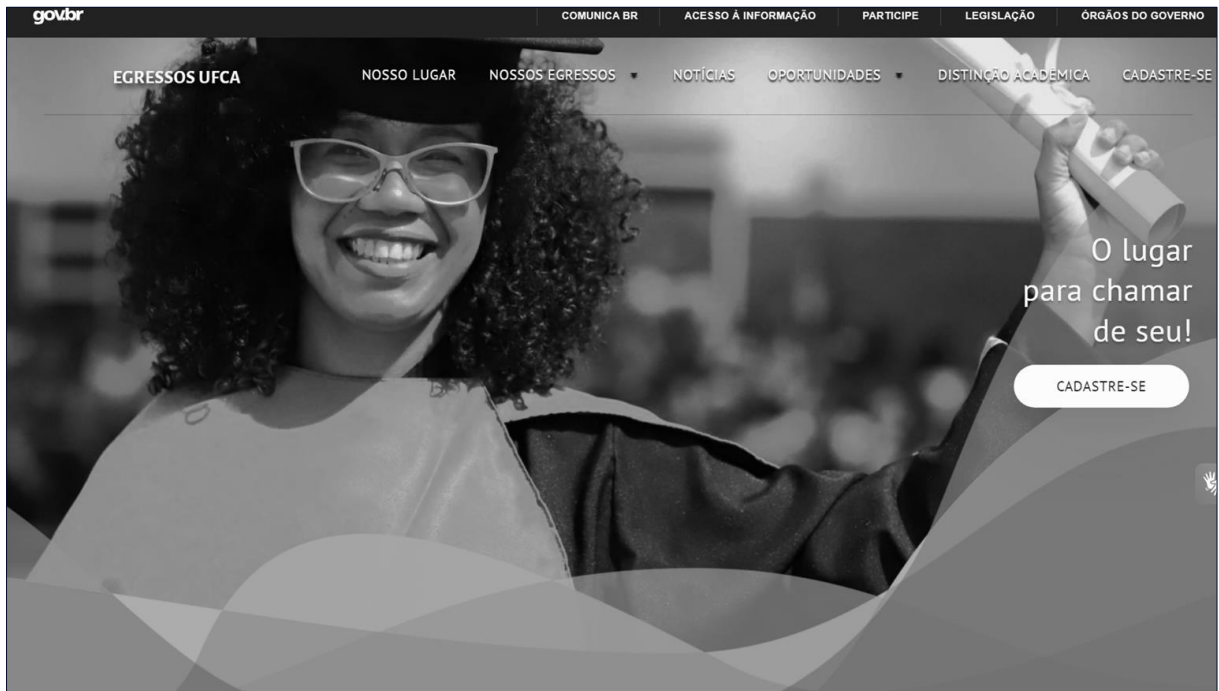 gov.br
COMUNICA BR
ACESSO À INFORMAÇÃO
PARTICIPE
LEGISLAÇÃO
ÓRGÃOS DO GOVERNO
EGRESSOS UFCA
NOSSO LUGAR
NOSSOS EGRESSOS
NOTÍCIAS
OPORTUNIDADES
DISTINÇÃO ACADEMICA
CADASTRE-SE
O lugar
para chamar
de seu!
CADASTRE-SE